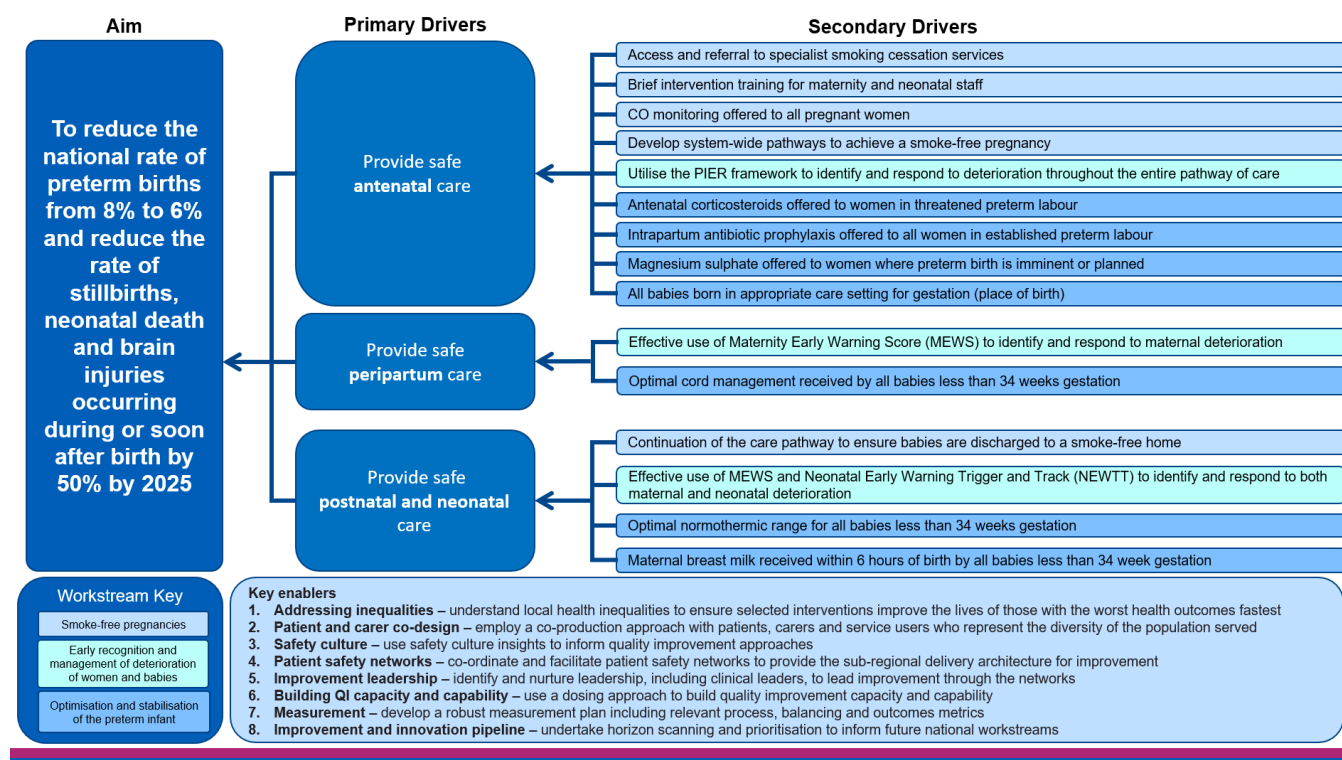 Aim
Primary Drivers
Secondary Drivers
To reduce the
national rate of
preterm births
from 8% to 6%
and reduce the
rate of
stillbirths,
neonatal death
and brain
injuries
occurring
during or soon
after birth by
50% by 2025
Provide safe
antenatal care
Access and referral to specialist smoking cessation services
Brief intervention training for maternity and neonatal staff
CO monitoring offered to all pregnant women
Develop system-wide pathways to achieve a smoke-free pregnancy
Utilise the PIER framework to identify and respond to deterioration throughout the entire pathway of care
Antenatal corticosteroids offered to women in threatened preterm labour
Intrapartum antibiotic prophylaxis offered to all women in established preterm labour
Magnesium sulphate offered to women where preterm birth is imminent or planned
All babies born in appropriate care setting for gestation (place of birth)
Provide safe
peripartum care
Effective use of Maternity Early Warning Score (MEWS) to identify and respond to maternal deterioration
Optimal cord management received by all babies less than 34 weeks gestation
Provide safe
postnatal and neonatal
care
Continuation of the care pathway to ensure babies are discharged to a smoke-free home
Effective use of MEWS and Neonatal Early Warning Trigger and Track (NEWTT) to identify and respond to both
maternal and neonatal deterioration
Optimal normothermic range for all babies less than 34 weeks gestation
Maternal breast milk received within 6 hours of birth by all babies less than 34 week gestation
Workstream Key
Smoke-free pregnancies
Early recognition and
management of deterioration
of women and babies
Optimisation and stabilisation
of the preterm infant
Key enablers
1. Addressing inequalities – understand local health inequalities to ensure selected interventions improve the lives of those with the worst health outcomes fastest
2. Patient and carer co-design – employ a co-production approach with patients, carers and service users who represent the diversity of the population served
3. Safety culture – use safety culture insights to inform quality improvement approaches
4. Patient safety networks – co-ordinate and facilitate patient safety networks to provide the sub-regional delivery architecture for improvement
5. Improvement leadership – identify and nurture leadership, including clinical leaders, to lead improvement through the networks
6. Building QI capacity and capability – use a dosing approach to build quality improvement capacity and capability
7. Measurement – develop a robust measurement plan including relevant process, balancing and outcomes metrics
8. Improvement and innovation pipeline – undertake horizon scanning and prioritisation to inform future national workstreams